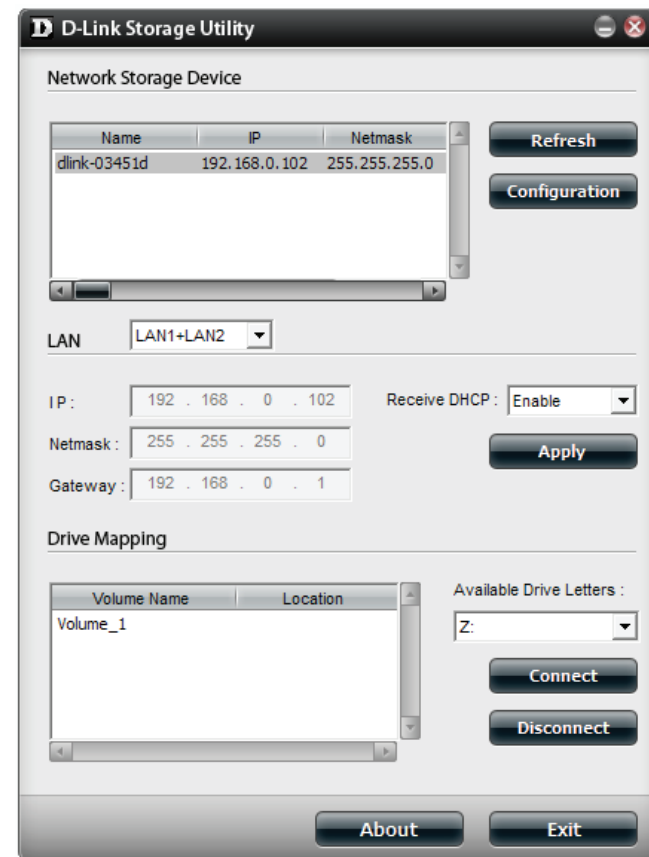 D D-Link Storage Utility
Network Storage Device
Name IP Netmask
dlink-03451d 192.168.0.102 255.255.255.0
Refresh
Configuration
LAN LAN1+LAN2
IP : 192 . 168 . 0 . 102 Receive DHCP : Enable
Netmask : 255 . 255 . 255 . 0
Apply
Gateway : 192 . 168 . 0 . 1
Drive Mapping
Volume Name Location
Volume_1
Available Drive Letters :
Z:
Connect
Disconnect
About Exit